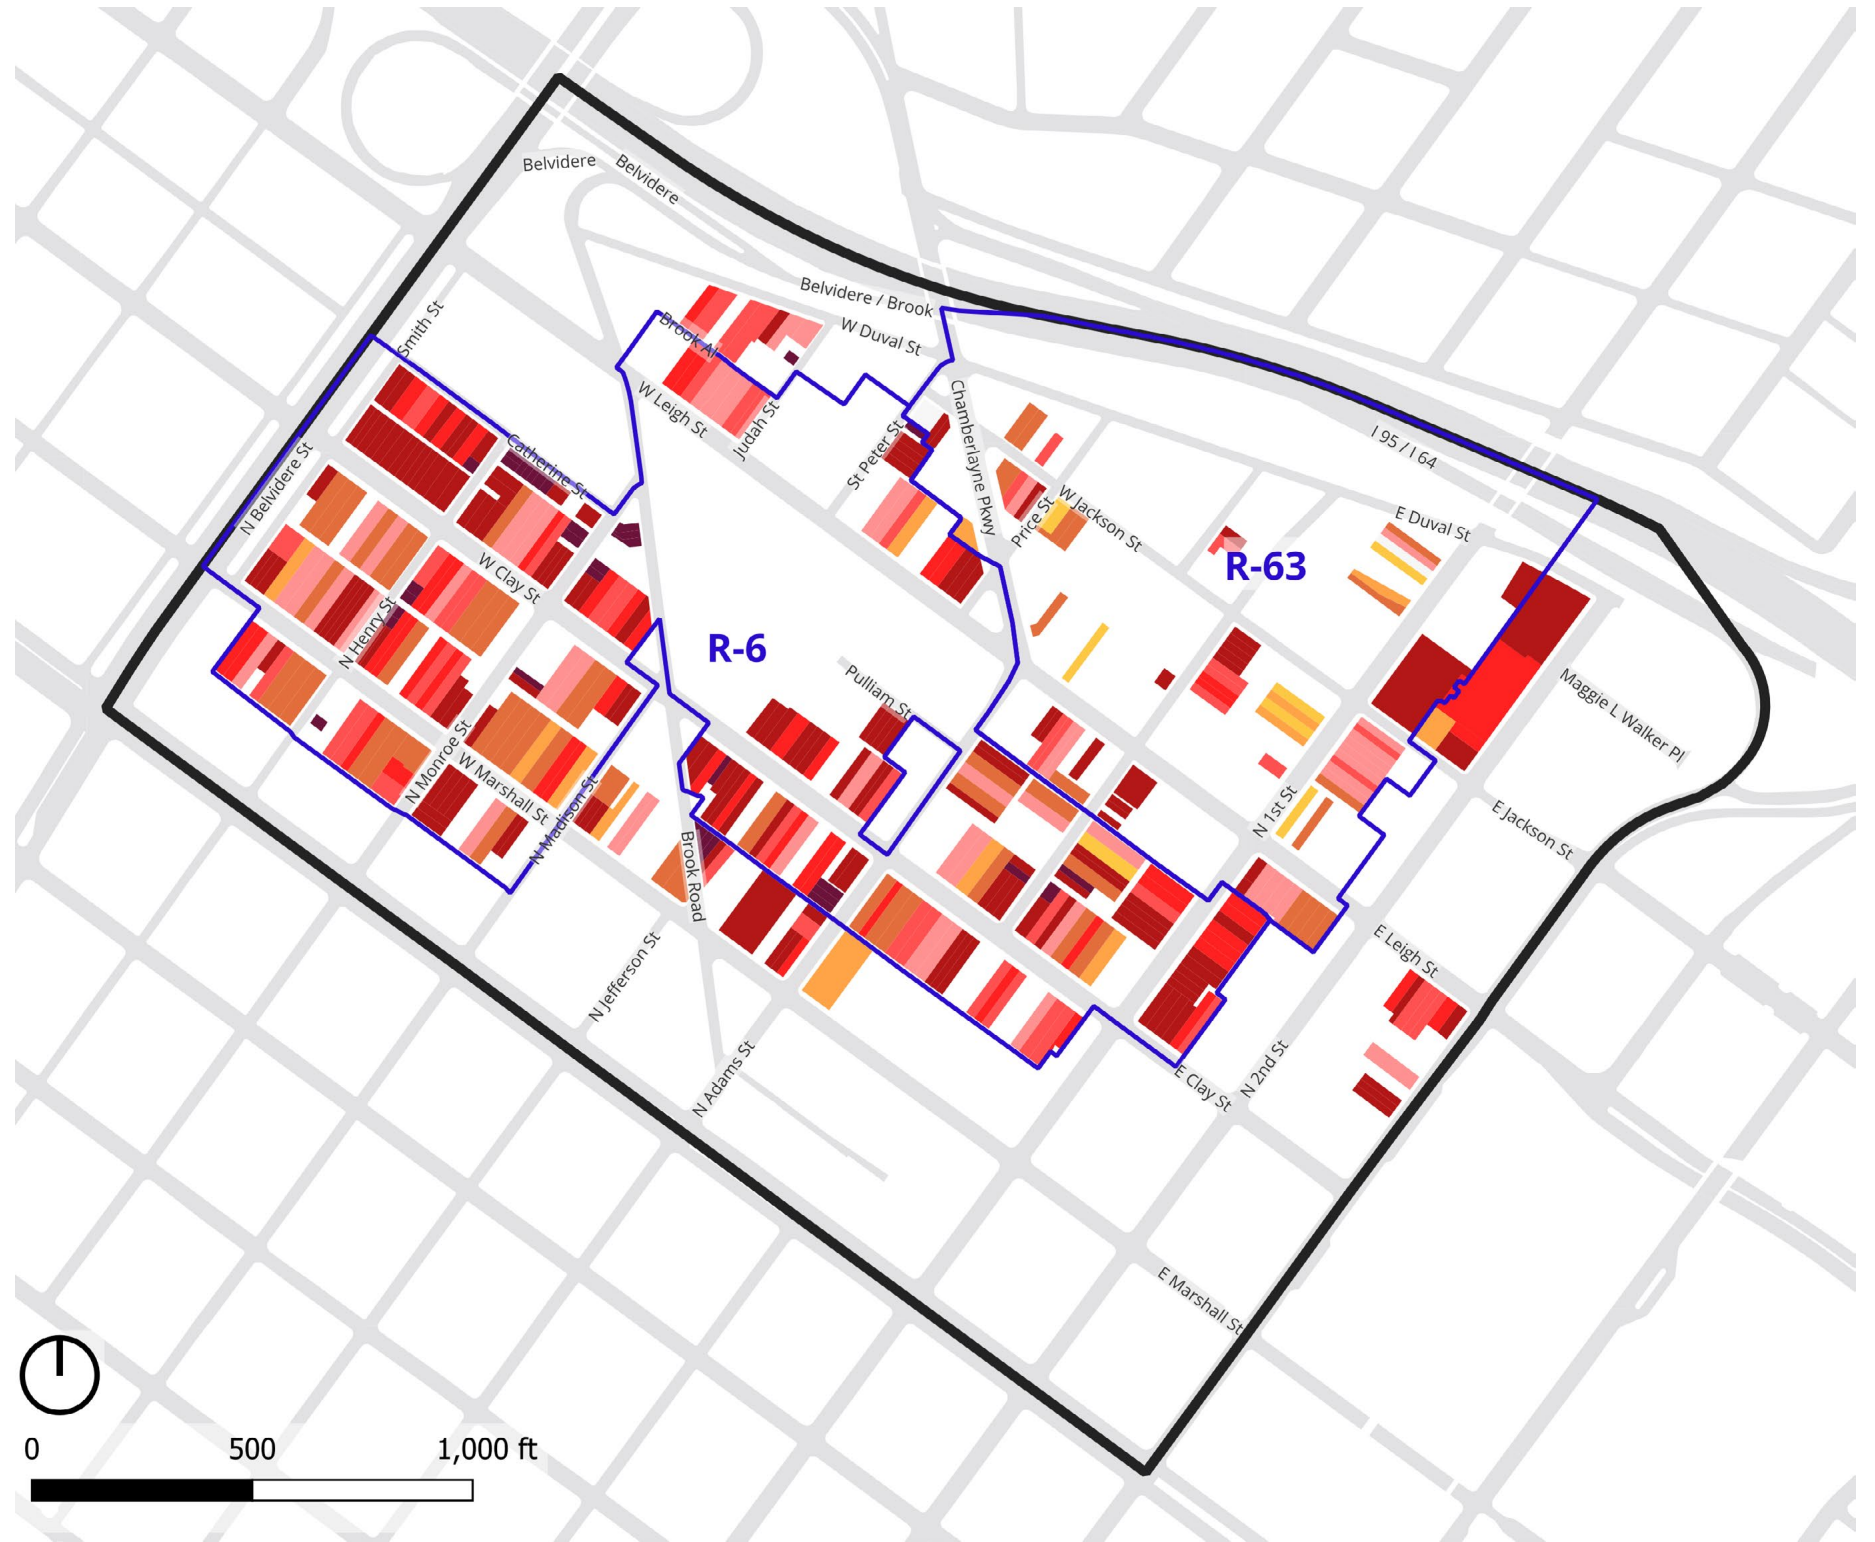 Belvidere
Belvidere
Belvidere / Brook
W Duval St
Smith St
Brook Al
W Leigh St
Judah St
St Peter St
Chamberlayne Pkwy
I 95 / I 64
Catherine St
N Belvidere St
W Jackson St
Price St
E Duval St
R-63
W Clay St
N Henry St
R-6
Pulliam St
Maggie L Walker Pl
N Monroe St
W Marshall St
N Madison St
N 1st St
E Jackson St
Brook Road
E Leigh St
N Jefferson St
N Adams St
E Clay St
N 2nd St
E Marshall St
0 500 1,000 ft